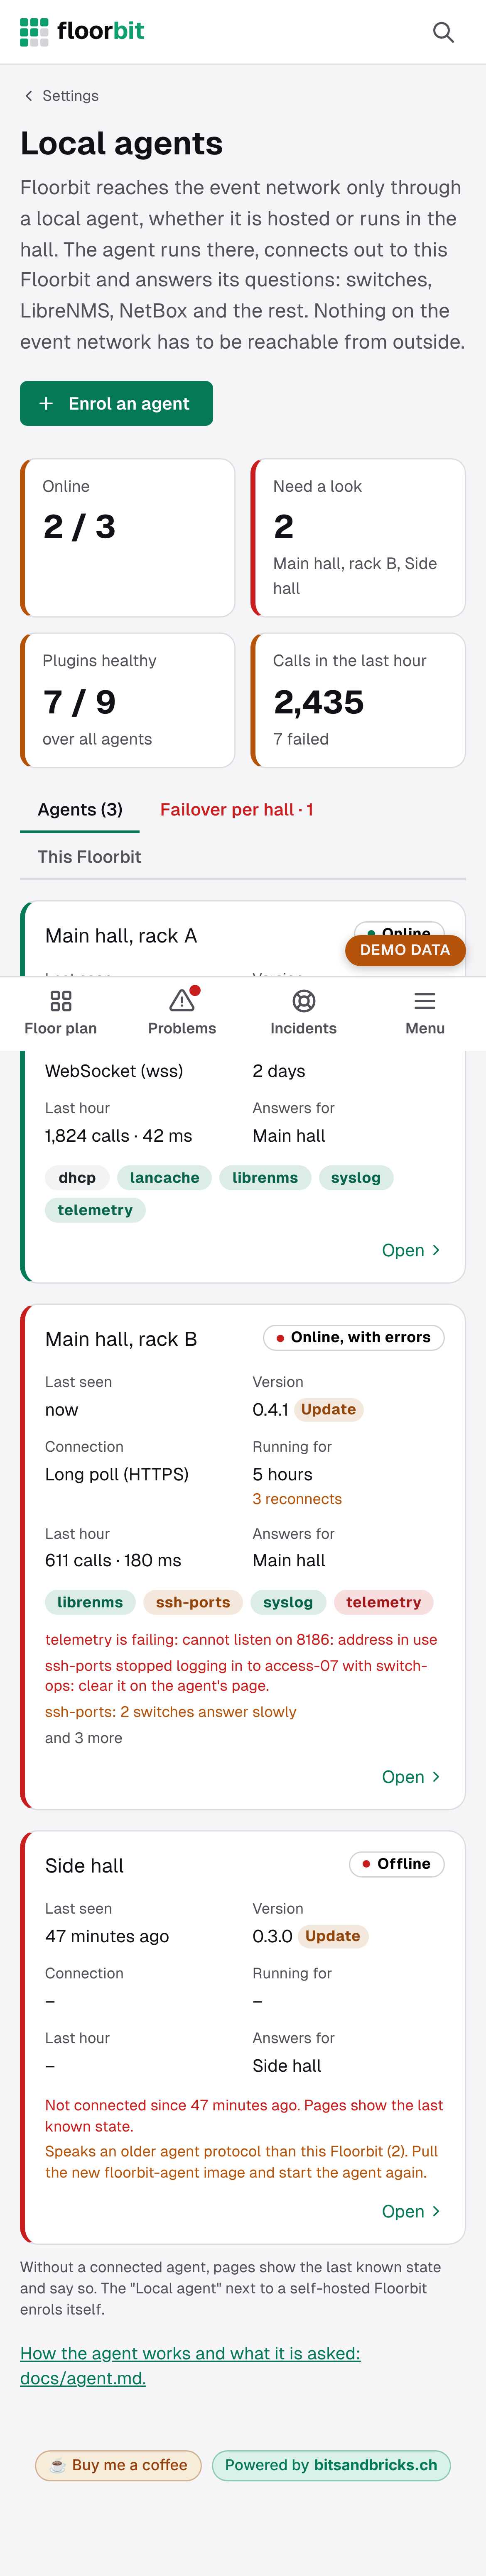 floorbit
Settings
Local agents
Floorbit reaches the event network only through
a local agent, whether it is hosted or runs in the
hall. The agent runs there, connects out to this
Floorbit and answers its questions: switches,
LibreNMS, NetBox and the rest. Nothing on the
event network has to be reachable from outside.
Enrol an agent
Online
2 / 3
Need a look
2
Main hall, rack B, Side
hall
Plugins healthy
7 / 9
over all agents
Calls in the last hour
2,435
7 failed
Agents (3)
Failover per hall · 1
This Floorbit
Main hall, rack A
Online
DEMO DATA
Floor plan
Problems
Incidents
Menu
WebSocket (wss)
2 days
Last hour
Answers for
1,824 calls · 42 ms
Main hall
dhcp
lancache
librenms
syslog
telemetry
Open
Main hall, rack B
Online, with errors
Last seen
Version
now
0.4.1 Update
Connection
Running for
Long poll (HTTPS)
5 hours
3 reconnects
Last hour
Answers for
611 calls · 180 ms
Main hall
librenms
ssh-ports
syslog
telemetry
telemetry is failing: cannot listen on 8186: address in use
ssh-ports stopped logging in to access-07 with switch-
ops: clear it on the agent's page.
ssh-ports: 2 switches answer slowly
and 3 more
Open
Side hall
Offline
Last seen
Version
47 minutes ago
0.3.0 Update
Connection
Running for
–
–
Last hour
Answers for
–
Side hall
Not connected since 47 minutes ago. Pages show the last
known state.
Speaks an older agent protocol than this Floorbit (2). Pull
the new floorbit-agent image and start the agent again.
Open
Without a connected agent, pages show the last known state
and say so. The "Local agent" next to a self-hosted Floorbit
enrols itself.
How the agent works and what it is asked:
docs/agent.md.
Buy me a coffee
Powered by bitsandbricks.ch